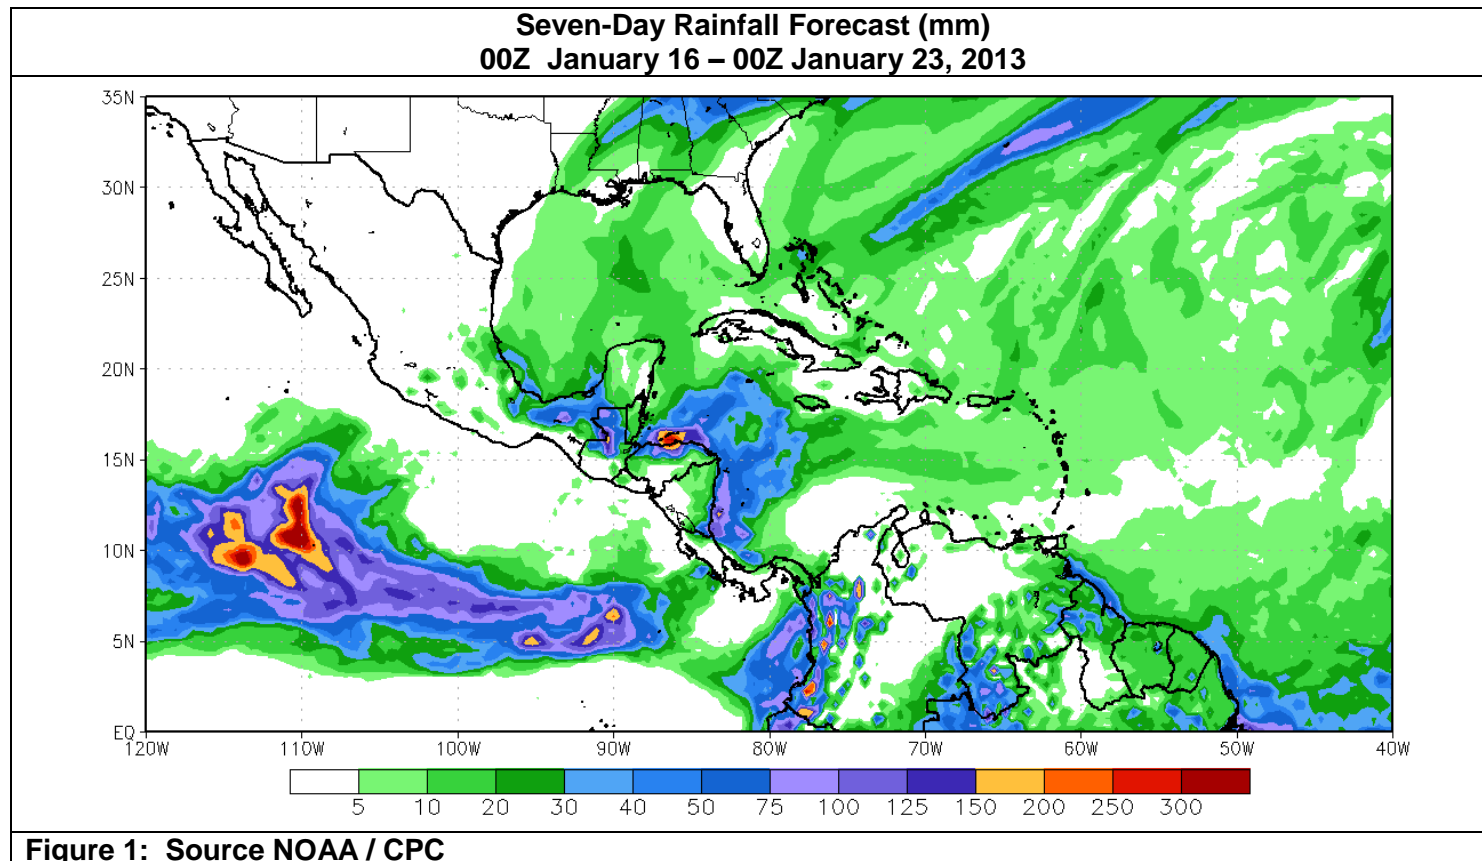 Seven-Day Rainfall Forecast (mm)
00Z  January 16 – 00Z January 23, 2013
35N
30N
25N
20N
15N
10N
5N
EQ
120W 110W 100W 90W 80W 70W 60W 50W 40W
5 10 20 30 40 50 75 100 125 150 200 250 300
Figure 1:  Source NOAA / CPC